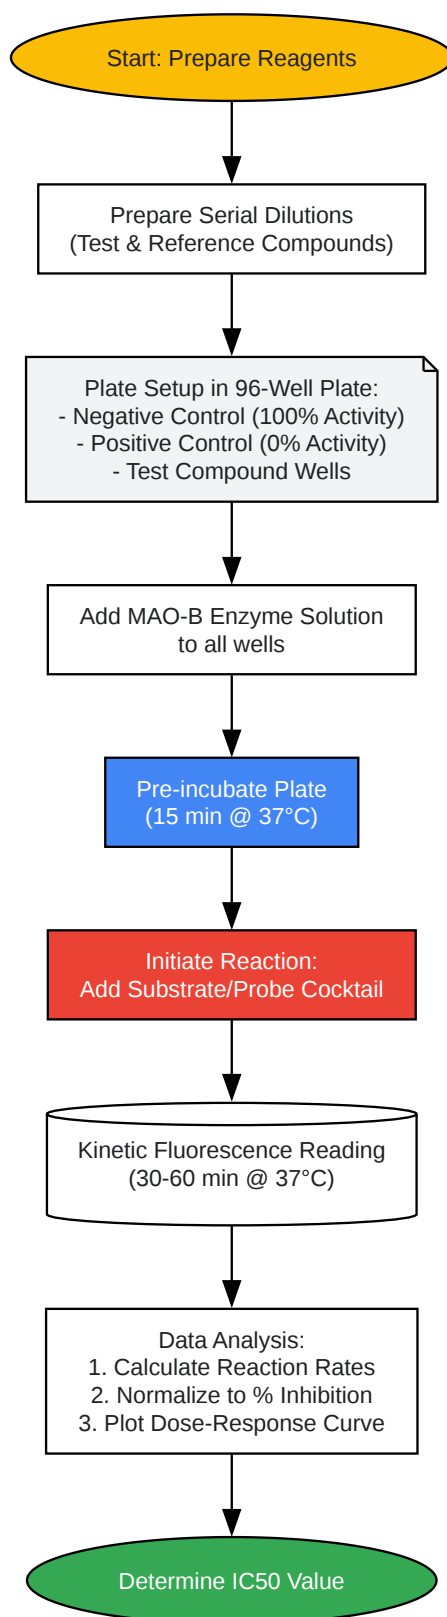 Start: Prepare Reagents
Prepare Serial Dilutions
(Test & Reference Compounds)
Plate Setup in 96-Well Plate:
- Negative Control (100% Activity)
- Positive Control (0% Activity)
- Test Compound Wells
Add MAO-B Enzyme Solution
to all wells
Pre-incubate Plate
(15 min @ 37°C)
Initiate Reaction:
Add Substrate/Probe Cocktail
Kinetic Fluorescence Reading
(30-60 min @ 37°C)
Data Analysis:
1. Calculate Reaction Rates
2. Normalize to % Inhibition
3. Plot Dose-Response Curve
Determine IC50 Value